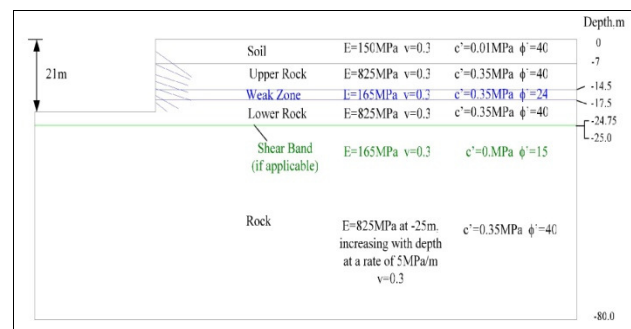 Depth.m
Soil E=150MPa v=0.3 c'=0.01MPa ϕ'=40 0
-7
21m
Upper Rock E=825MPa v=0.3 c'=0.35MPa ϕ'=40
-14.5
Weak Zone E=165MPa v=0.3 c'=0.35MPa ϕ'=24
-17.5
Lower Rock E=825MPa v=0.3 c'=0.35MPa ϕ'=40
-24.75
-25.0
Shear Band E=165MPa v=0.3 c'=0.MPa ϕ'=15
(if applicable)
Rock E=825MPa at -25m, c'=0.35MPa ϕ'=40
increasing with depth
at a rate of 5MPa/m
v=0.3
-80.0